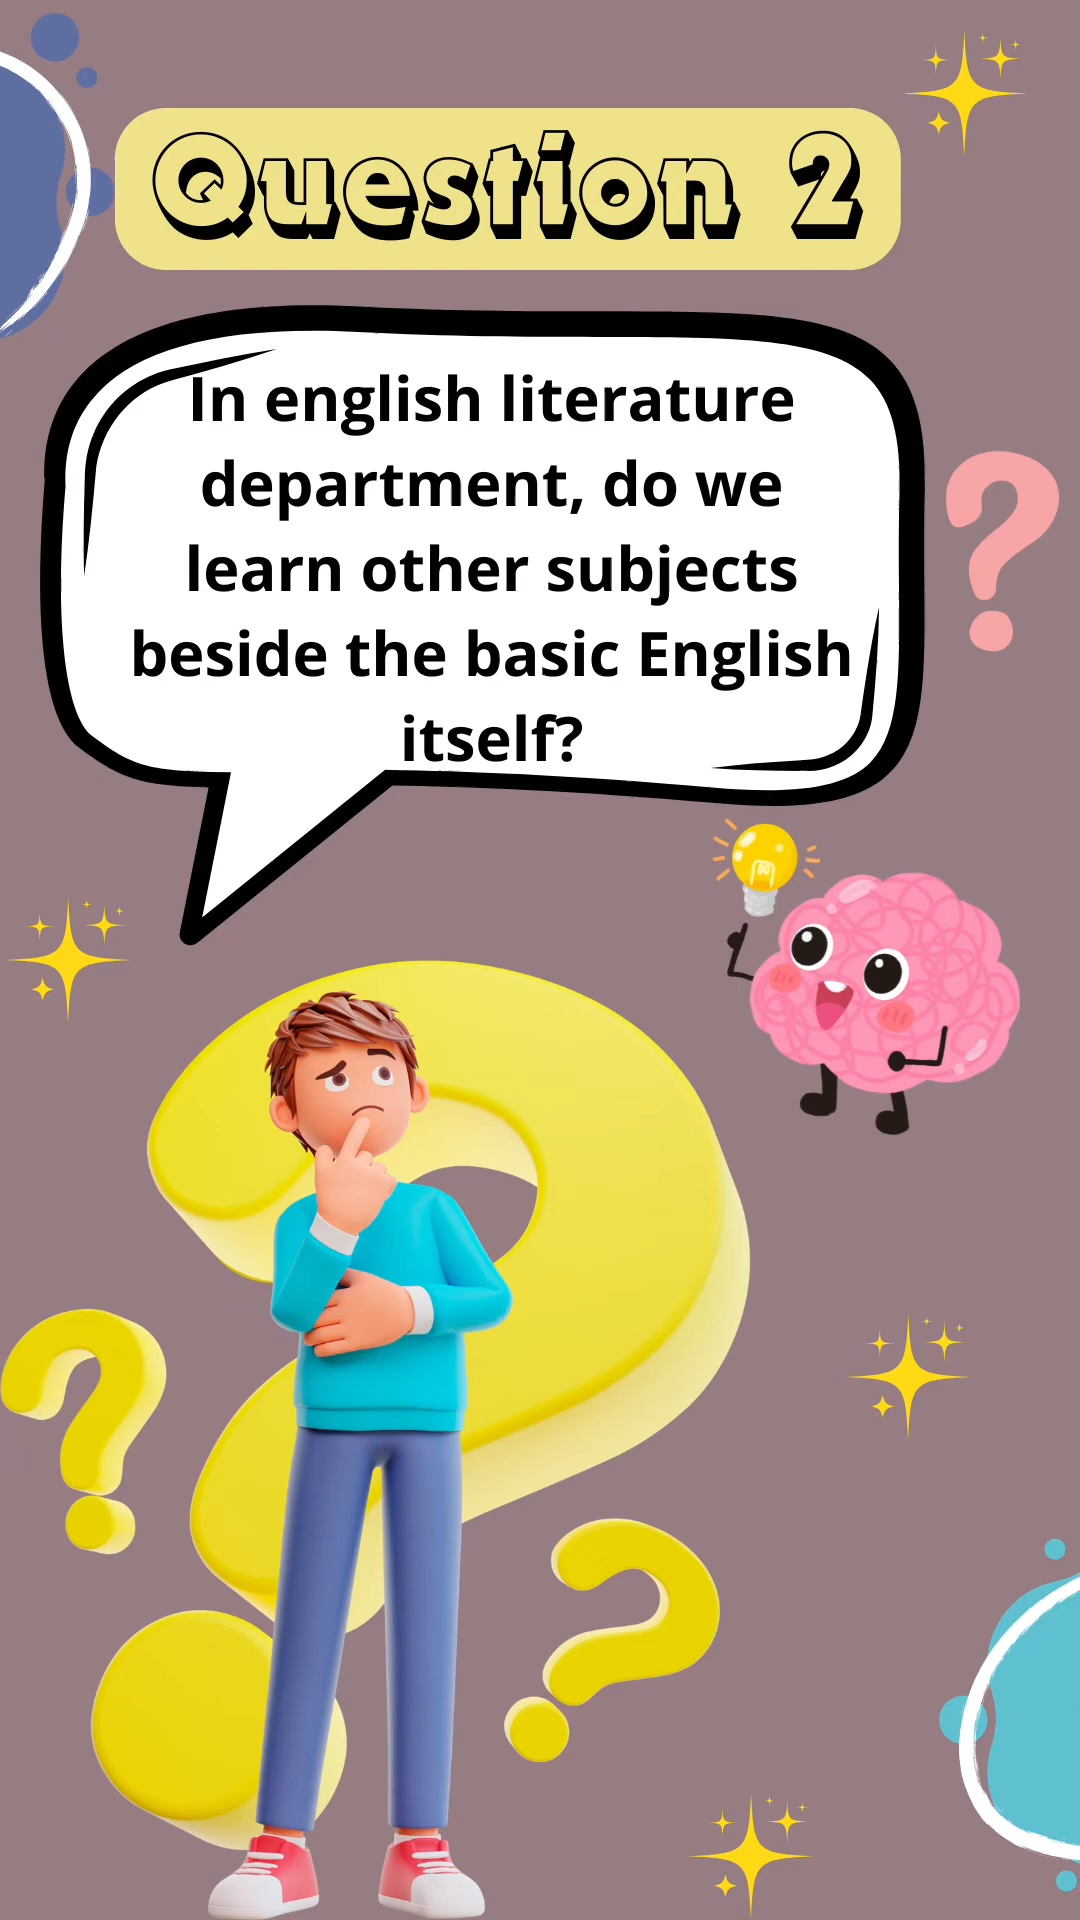 Question 2
In english literature
department, do we
learn other subjects
beside the basic English
itself?